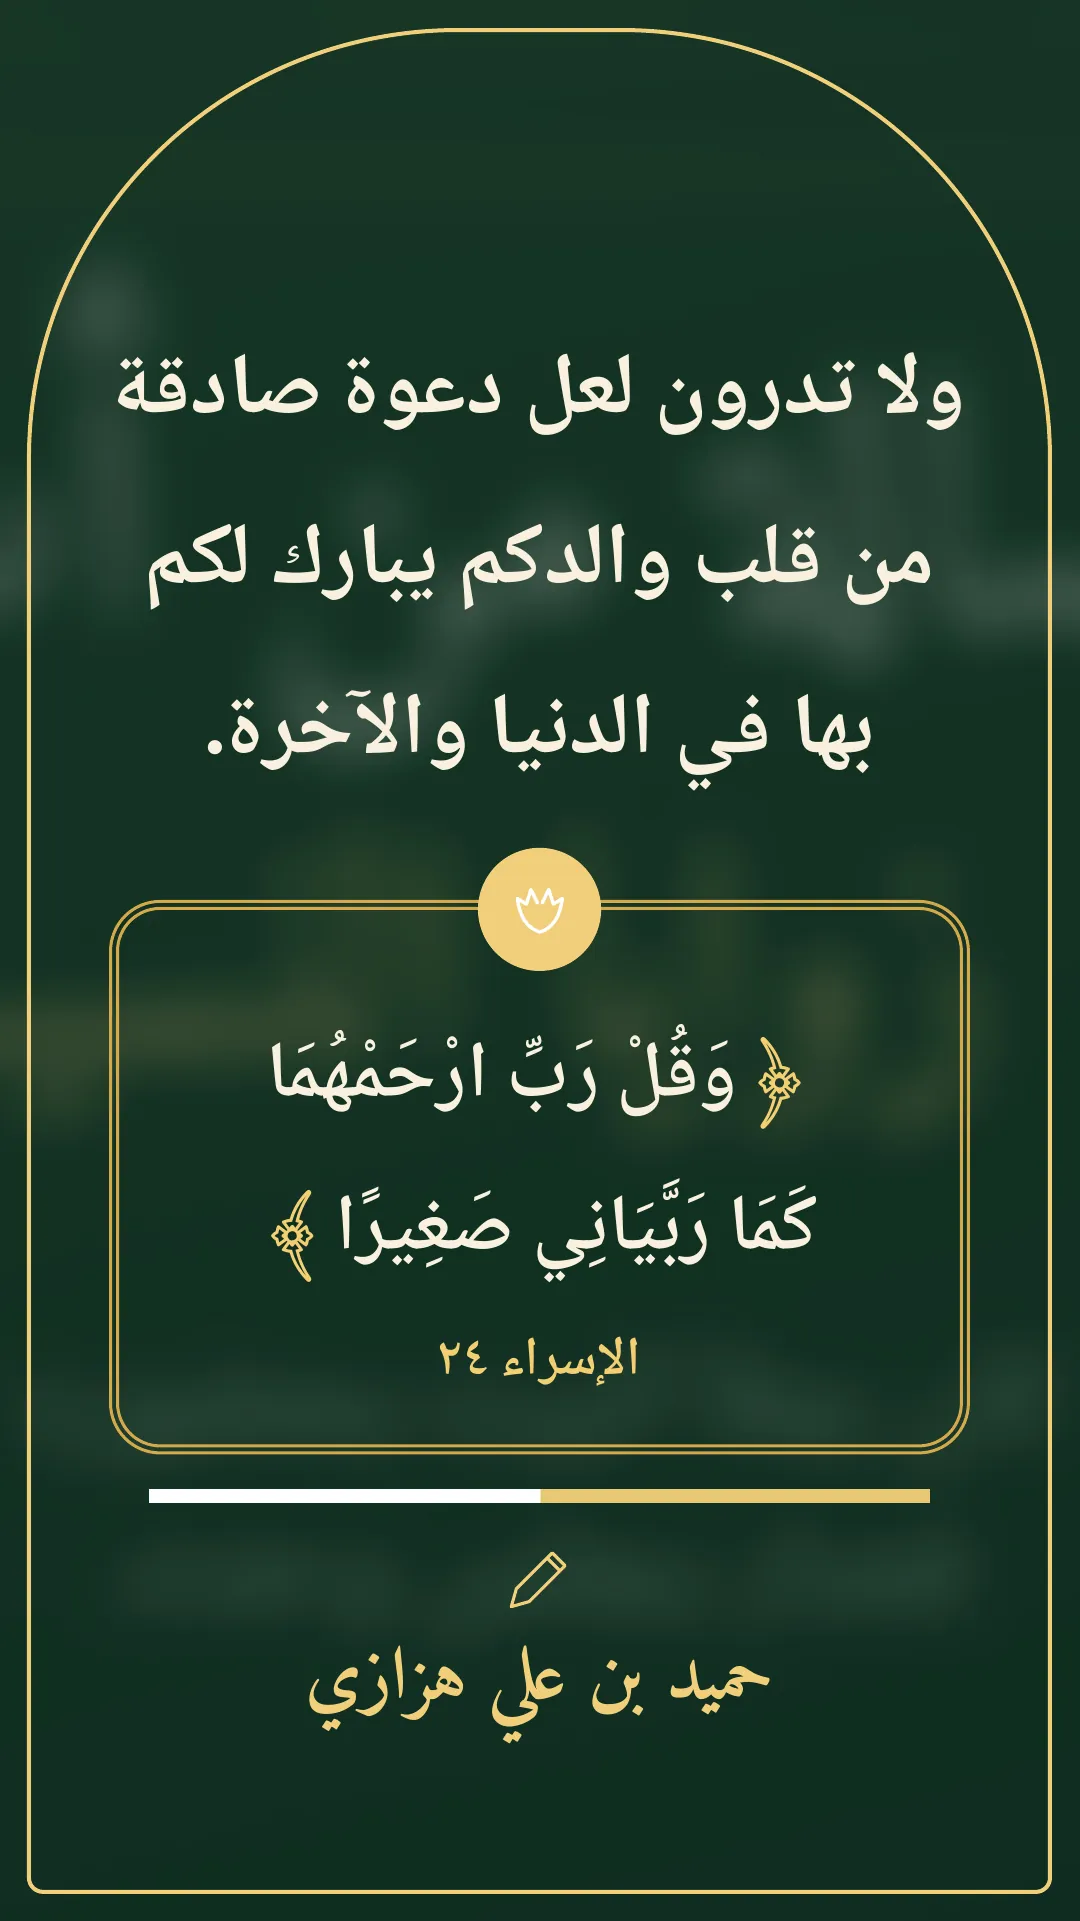 ولا تدرون لعل دعوة صادقة
من قلب والدكم يبارك لكم
بها في الدنيا والآخرة.
﴿ وَقُلْ رَبِّ ارْحَمْهُمَا
كَمَا رَبَّيَانِي صَغِيرًا ﴾
الإسراء ٢٤
حميد بن علي هزازي